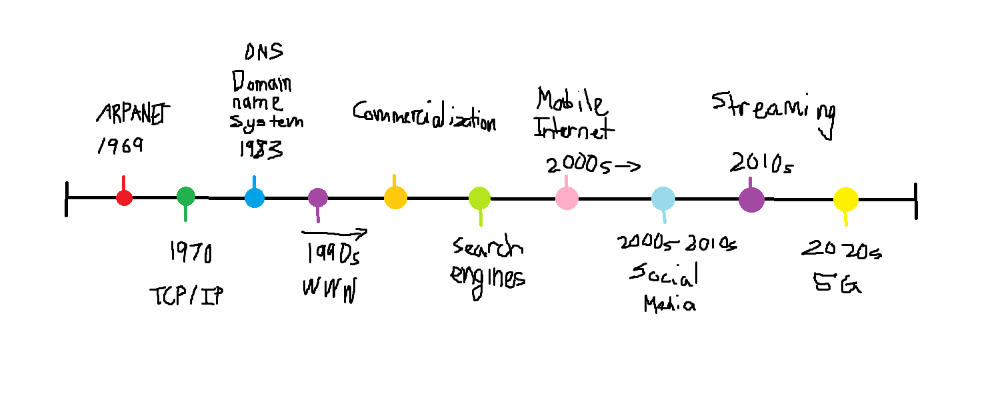 ARPANET
1969
1970
TCP/IP
DNS
Domain
name
system
1983
1990s
WWW
Commercialization
search
engines
Mobile
Internet
2000s→
2000s-2010s
Social
Media
Streaming
2010s
2020s
5G